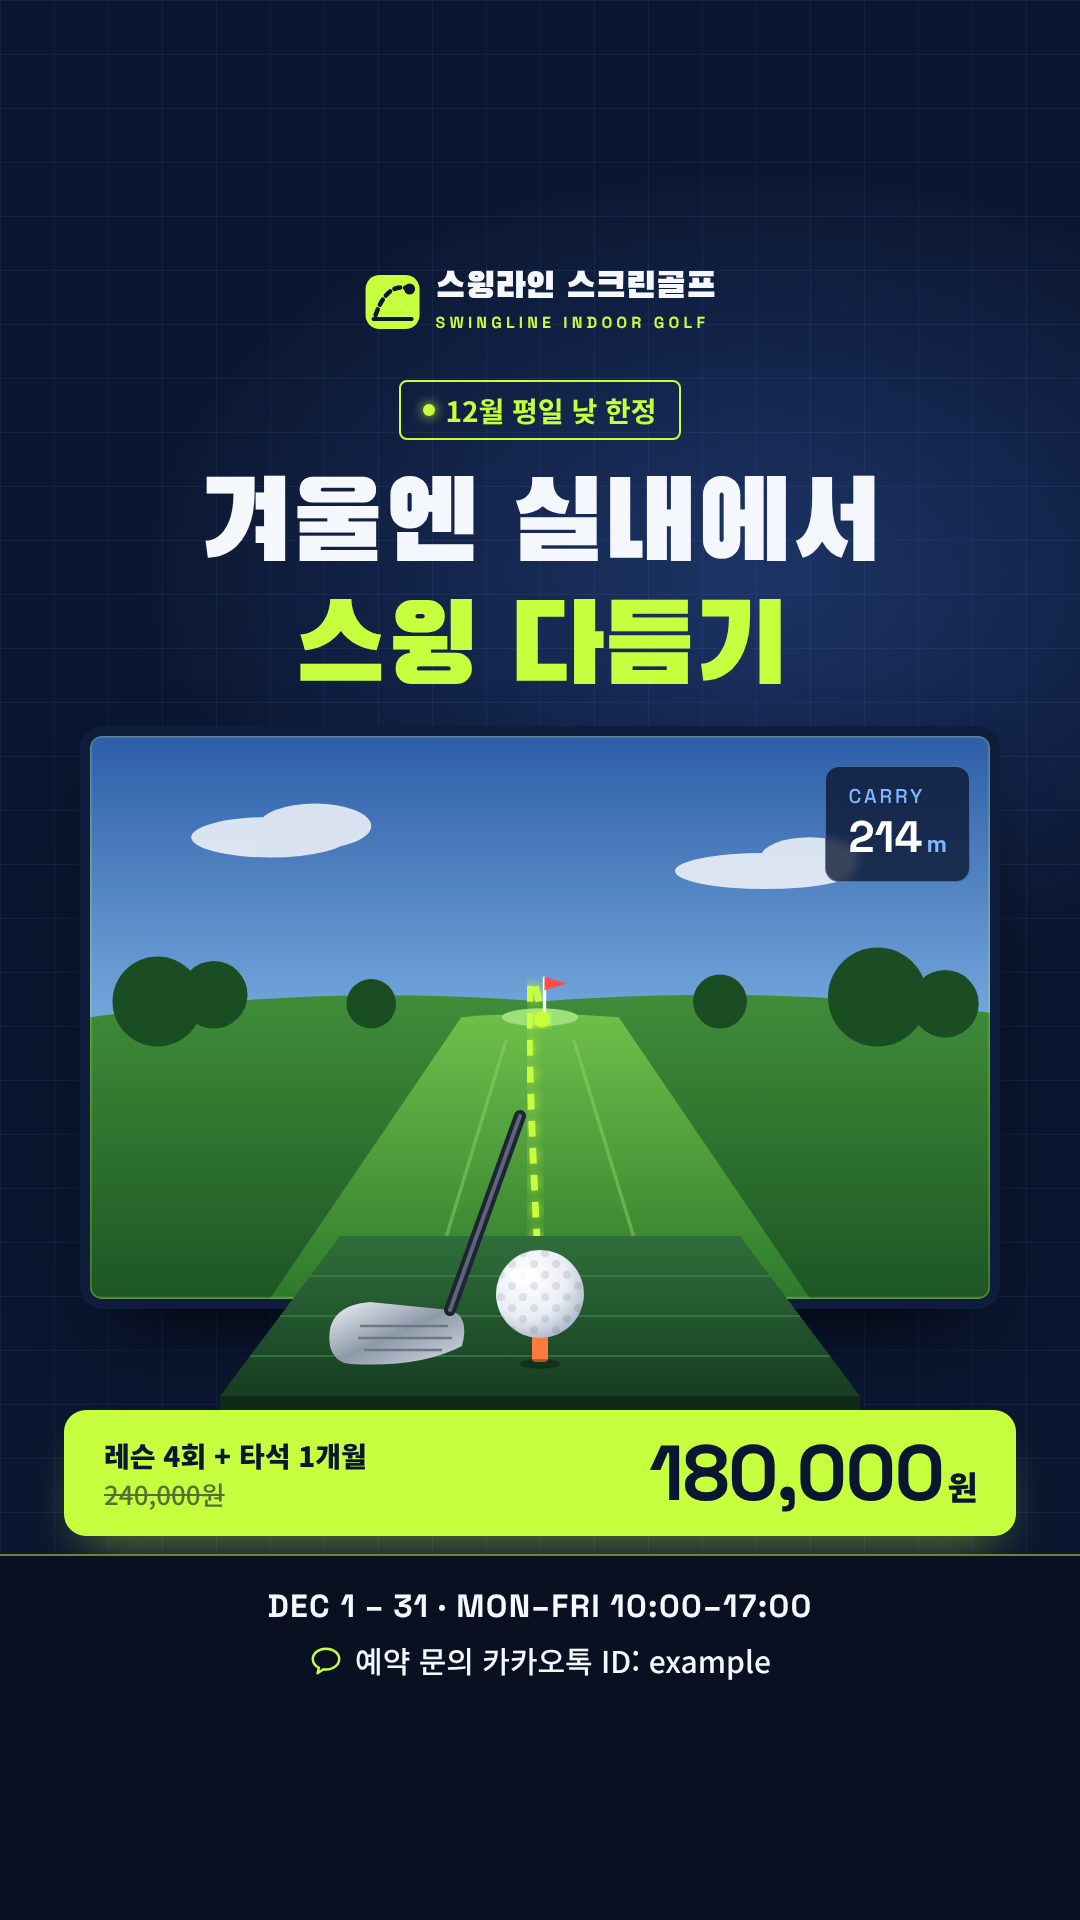 스윙라인 스크린골프
SWINGLINE INDOOR GOLF
12월 평일 낮 한정
겨울엔 실내에서
스윙 다듬기
CARRY
214 m
레슨 4회 + 타석 1개월
240,000원
180,000원
DEC 1 – 31 · MON–FRI 10:00–17:00
예약 문의 카카오톡 ID: example